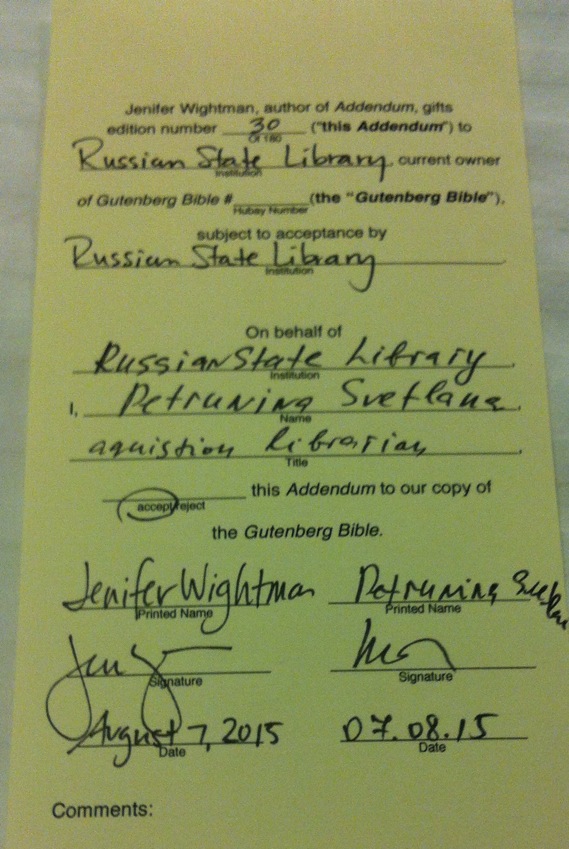 Jenifer Wightman, author of Addendum, gifts
edition number 30 ("this Addendum") to
Of 180
Russian State Library, current owner
Institution
of Gutenberg Bible # (the "Gutenberg Bible"),
Hubay Number
subject to acceptance by
Russian State Library
Institution
On behalf of
Russian State Library,
Institution
I, Petrunina Svetlana,
Name
aquistion librarian,
Title
this Addendum to our copy of
accept/reject
the Gutenberg Bible.
Jenifer Wightman Petrunina
Printed Name Printed Name
Signature Signature
August 7, 2015 07.08.15
Date Date
Comments: